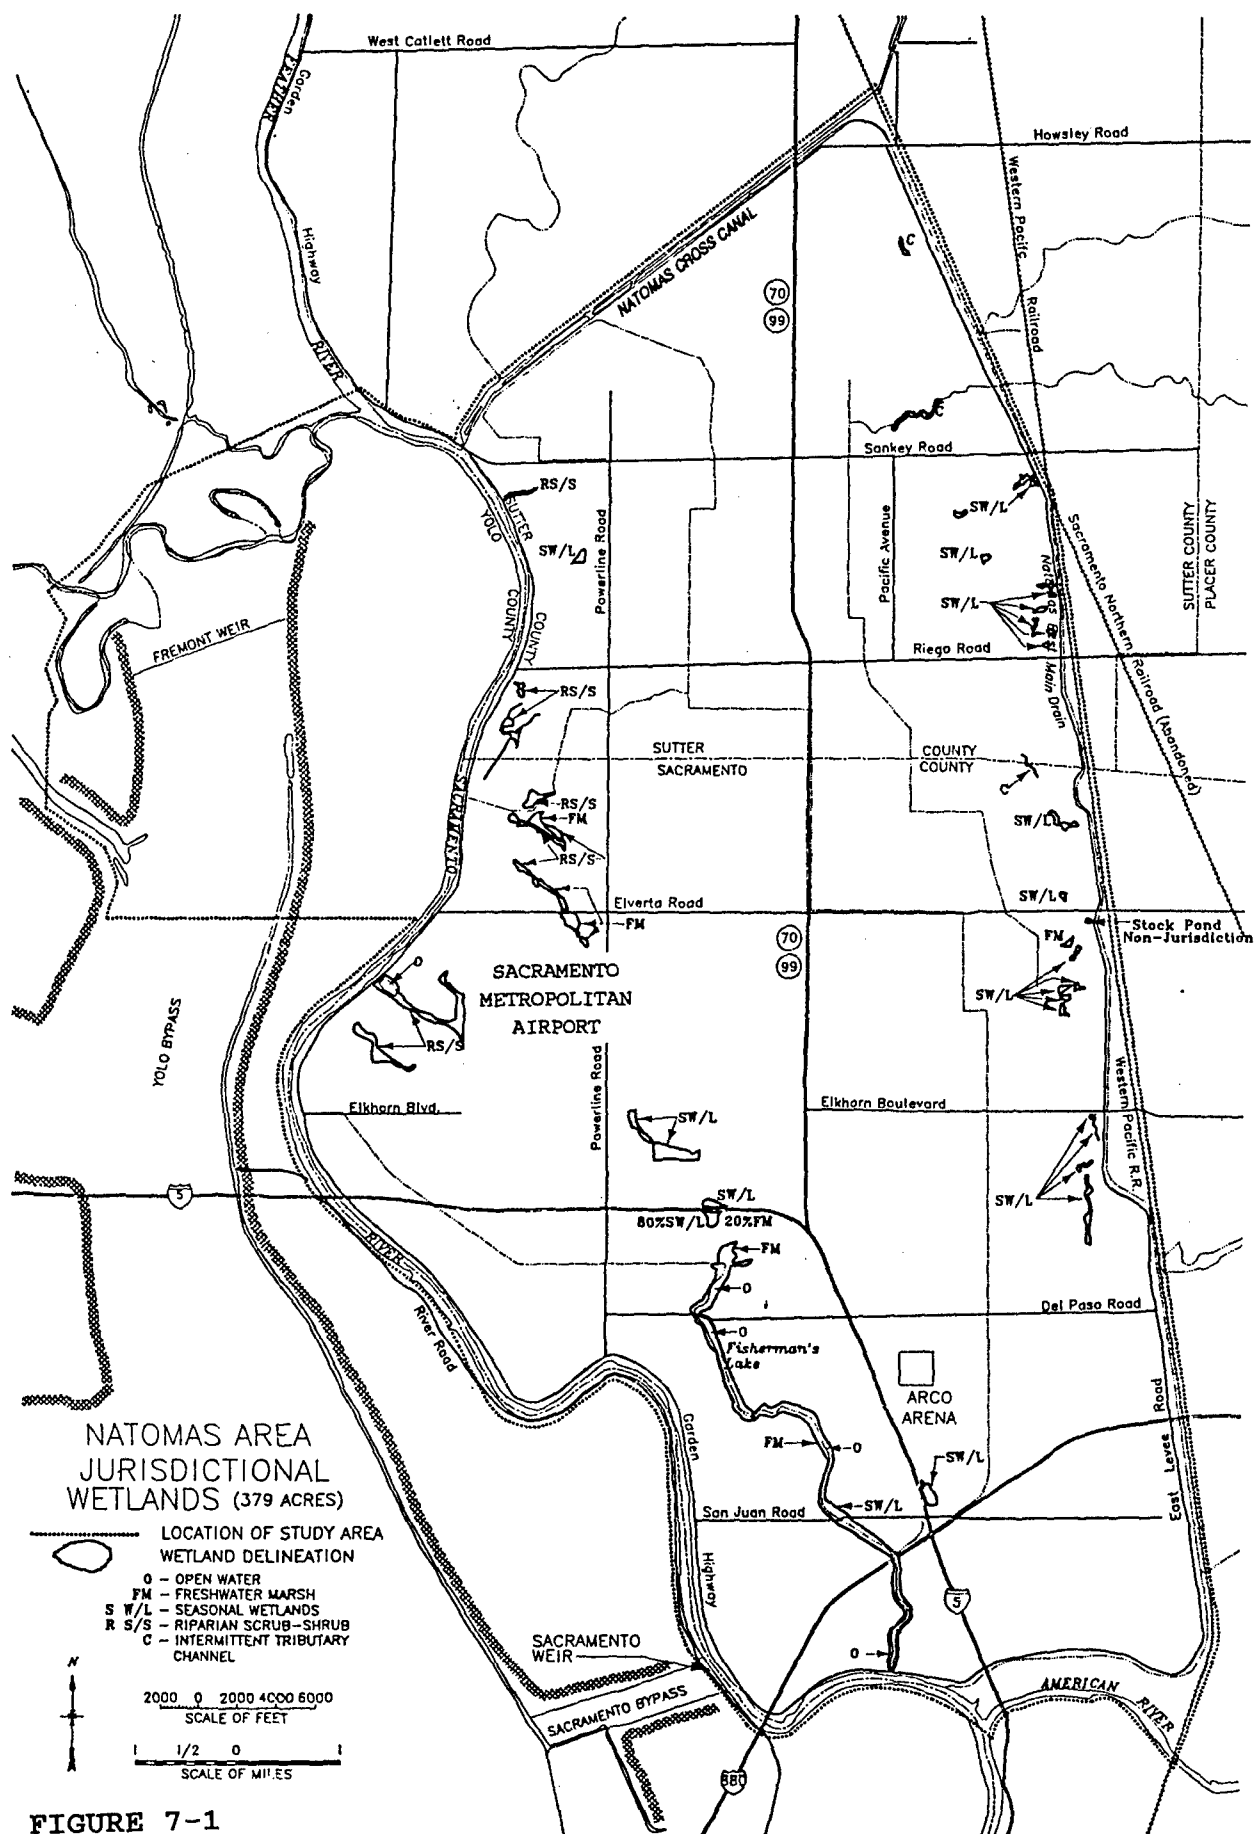 West Catlett Road
Garden
FEATHER
Highway
RIVER
Howsley Road
Western Pacific
Railroad
NATOMAS CROSS CANAL
C
70
99
C
Sankey Road
RS/S
SUTTER
YOLO
SW/L
Powerline Road
Pacific Avenue
SW/L
SW/L
SW/L
Natomas East Main Drain
Sacramento Northern Railroad (Abandoned)
SUTTER COUNTY
PLACER COUNTY
COUNTY
COUNTY
FREMONT WEIR
Riego Road
RS/S
SUTTER
SACRAMENTO
COUNTY
COUNTY
SACRAMENTO
RS/S
FM
RS/S
SW/L
SW/L
Elverta Road
FM
Stock Pond
Non-Jurisdiction
70
99
FM
O
SACRAMENTO
METROPOLITAN
AIRPORT
SW/L
RS/S
YOLO BYPASS
Powerline Road
Western Pacific R.R.
Elkhorn Blvd.
Elkhorn Boulevard
SW/L
SW/L
5
SW/L
80%SW/L 20%FM
RIVER
FM
O
River Road
Del Paso Road
O
Fisherman's
Lake
ARCO
ARENA
East Levee Road
Garden
FM
O
SW/L
SW/L
San Juan Road
Highway
NATOMAS AREA
JURISDICTIONAL
WETLANDS (379 ACRES)
LOCATION OF STUDY AREA
WETLAND DELINEATION
O - OPEN WATER
FM - FRESHWATER MARSH
S W/L - SEASONAL WETLANDS
R S/S - RIPARIAN SCRUB-SHRUB
C - INTERMITTENT TRIBUTARY
CHANNEL
5
SACRAMENTO
WEIR
O
N
2000 0 2000 4000 6000
SCALE OF FEET
SACRAMENTO BYPASS
AMERICAN
RIVER
1 1/2 0 1
SCALE OF MILES
880
FIGURE 7-1